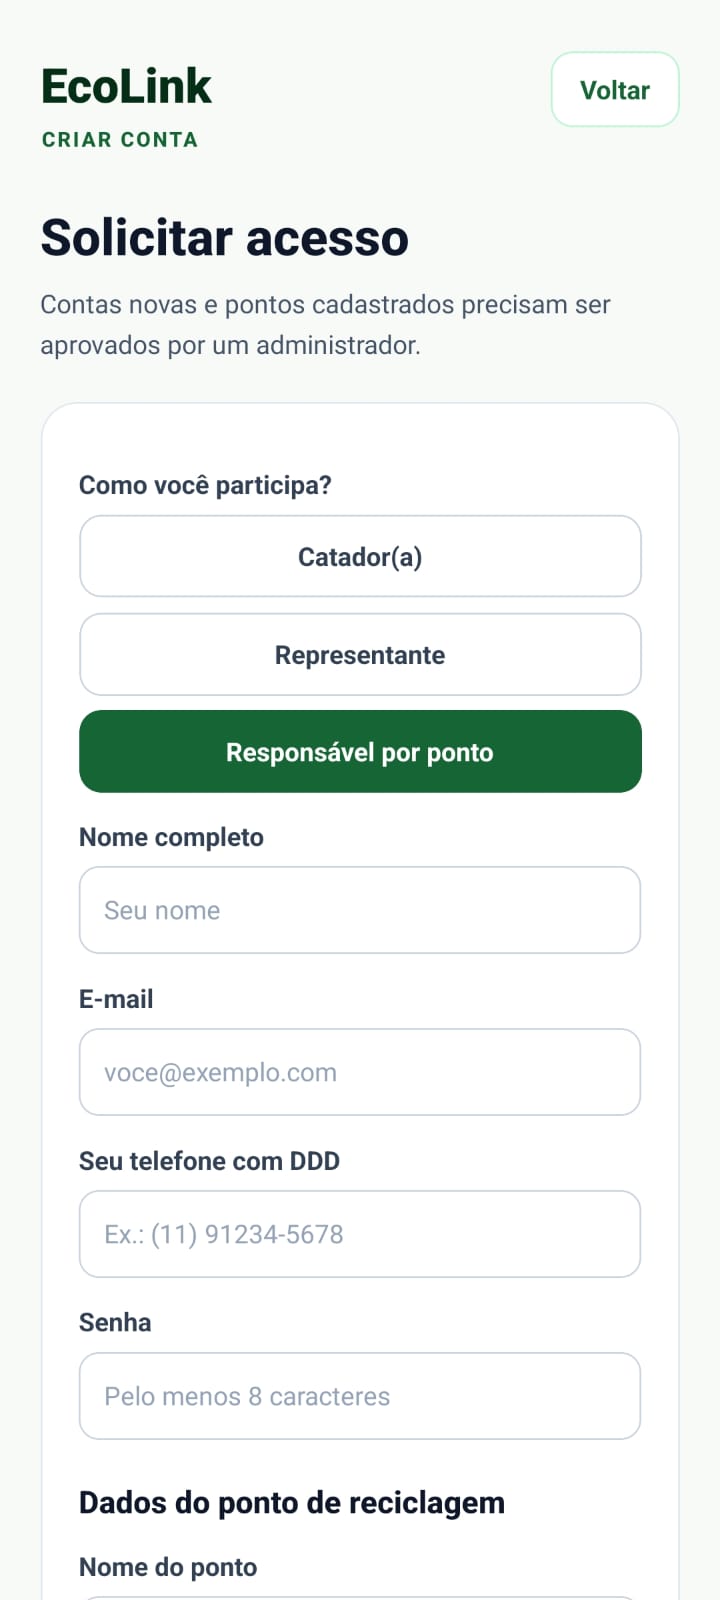 EcoLink
Voltar
CRIAR CONTA
Solicitar acesso
Contas novas e pontos cadastrados precisam ser
aprovados por um administrador.
Como você participa?
Catador(a)
Representante
Responsável por ponto
Nome completo
Seu nome
E-mail
voce@exemplo.com
Seu telefone com DDD
Ex.: (11) 91234-5678
Senha
Pelo menos 8 caracteres
Dados do ponto de reciclagem
Nome do ponto